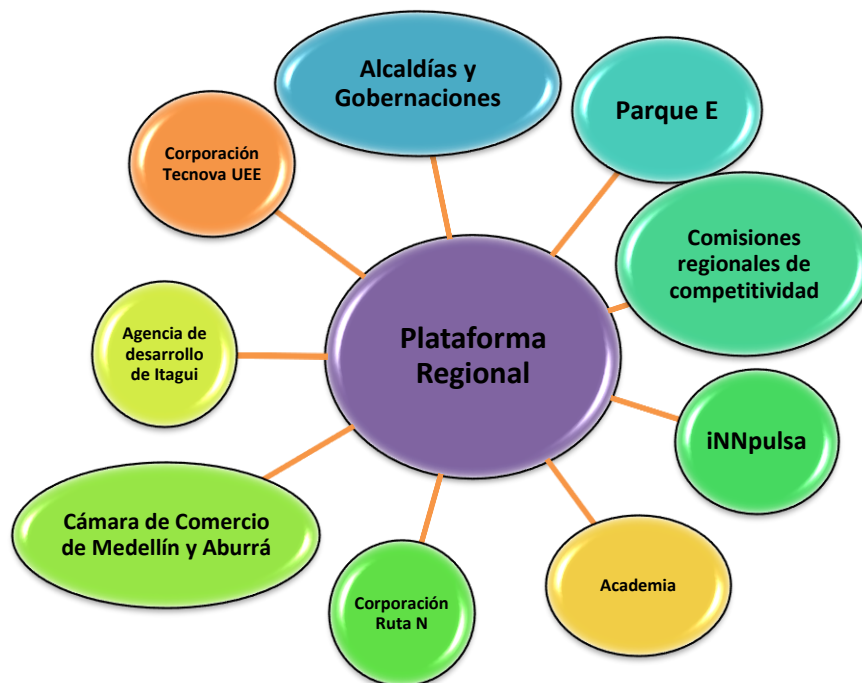 Alcaldías y
Gobernaciones
Parque E
Corporación
Tecnova UEE
Comisiones
regionales de
competitividad
Plataforma
Regional
Agencia de
desarrollo
de Itagui
iNNpulsa
Cámara de Comercio
de Medellín y Aburrá
Academia
Corporación
Ruta N